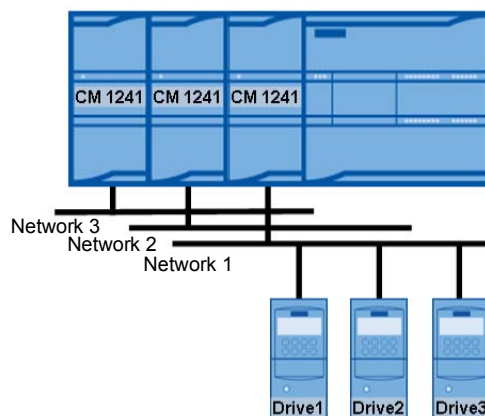 CM 1241 CM 1241 CM 1241
Network 3
Network 2
Network 1
Drive1 Drive2 Drive3